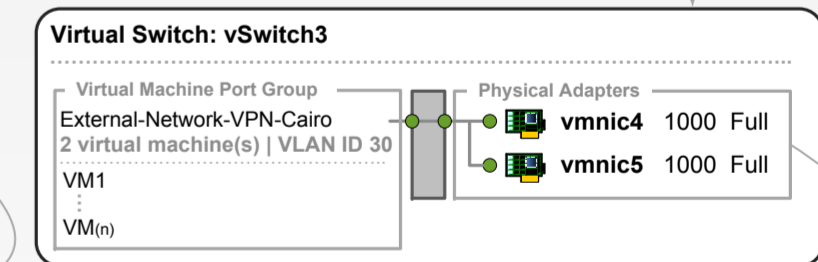 Virtual Switch: vSwitch3
Virtual Machine Port Group
External-Network-VPN-Cairo
2 virtual machine(s) | VLAN ID 30
VM1
VM(n)
Physical Adapters
vmnic4 1000 Full
vmnic5 1000 Full